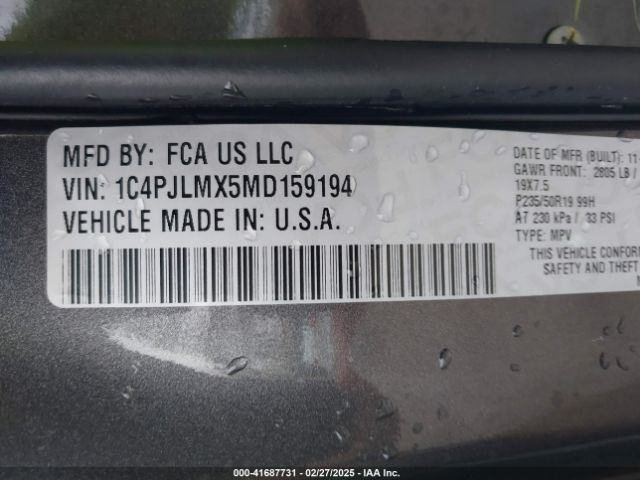 MFD BY: FCA US LLC
VIN: 1C4PJLMX5MD159194
VEHICLE MADE IN: U.S.A.
DATE OF MFR (BUILT): 11
GAWR FRONT: 2805 LB /
19X7.5
P235/50R19 99H
AT 230 kPa / 33 PSI
TYPE: MPV
THIS VEHICLE CONFORM
SAFETY AND THEFT
000-41687731 - 02/27/2025 - IAA Inc.